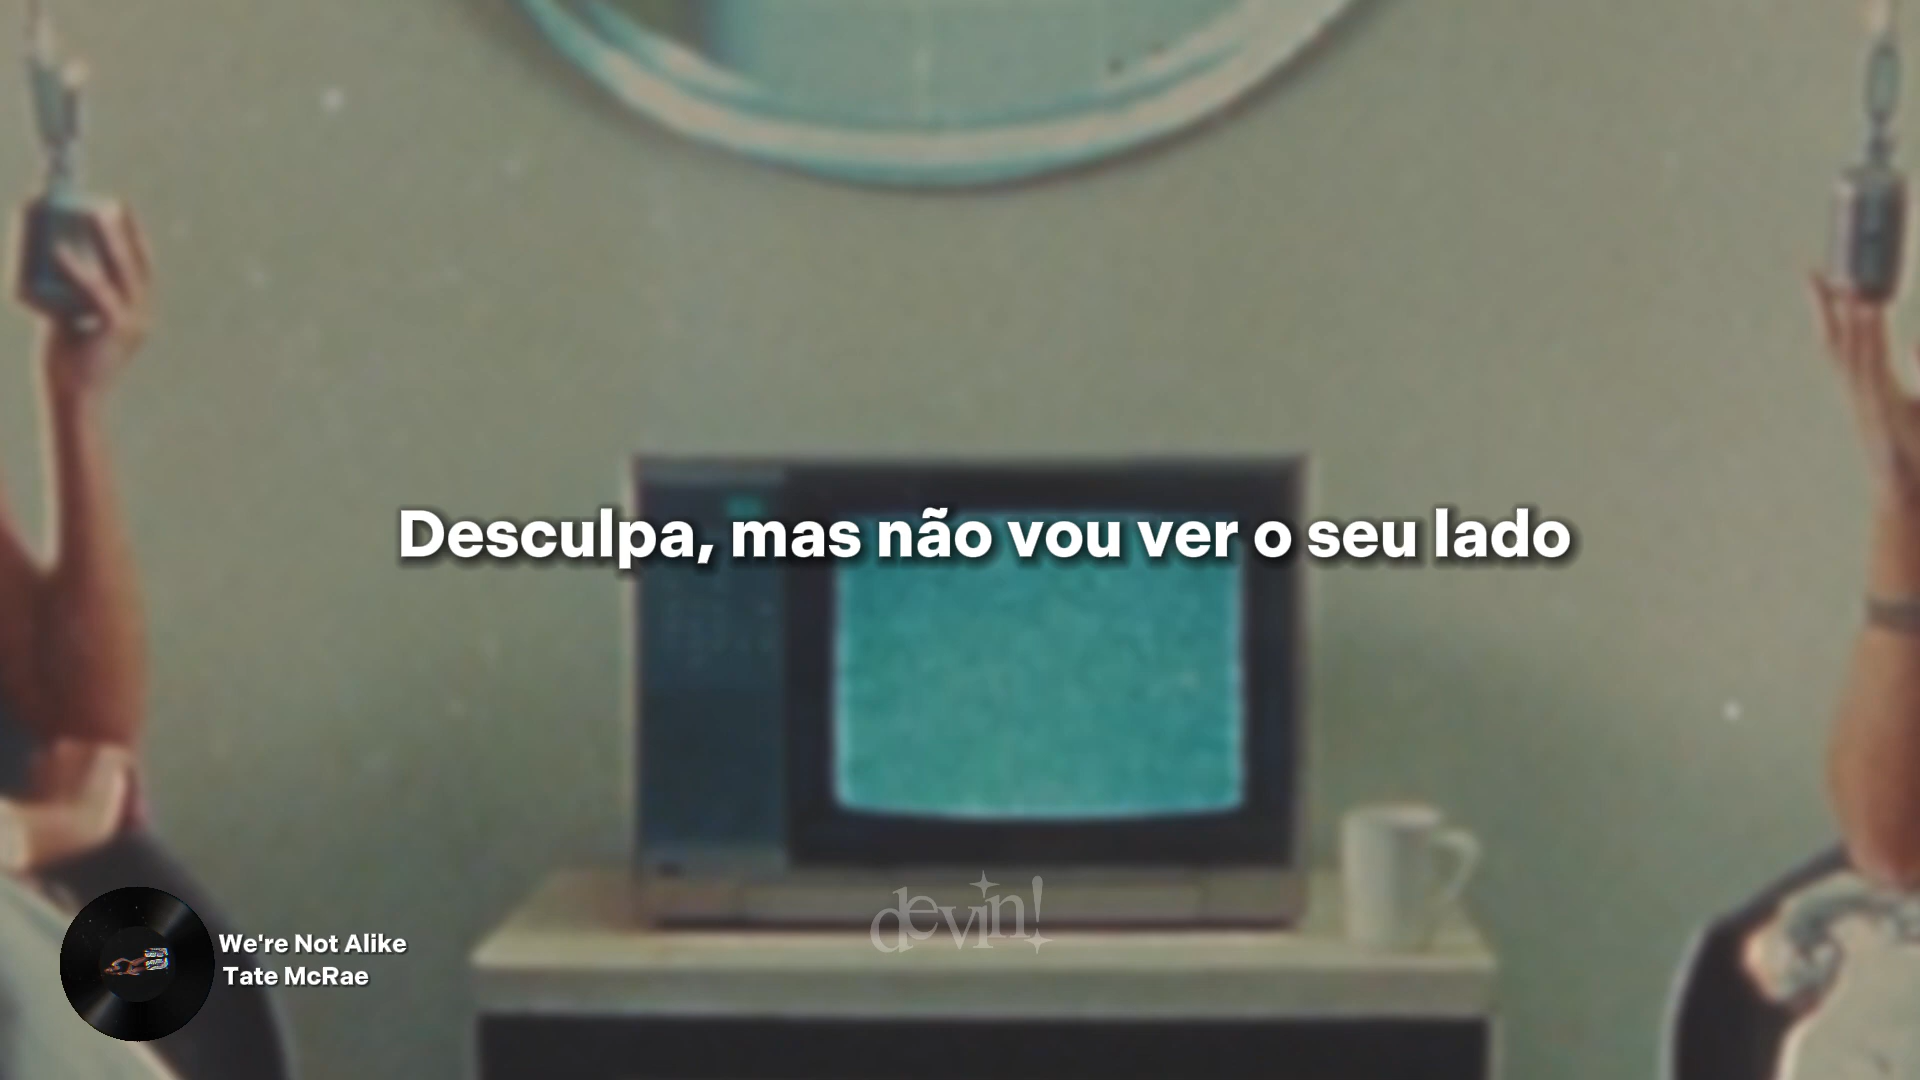 Desculpa, mas não vou ver o seu lado
devin!
We're Not Alike
Tate McRae